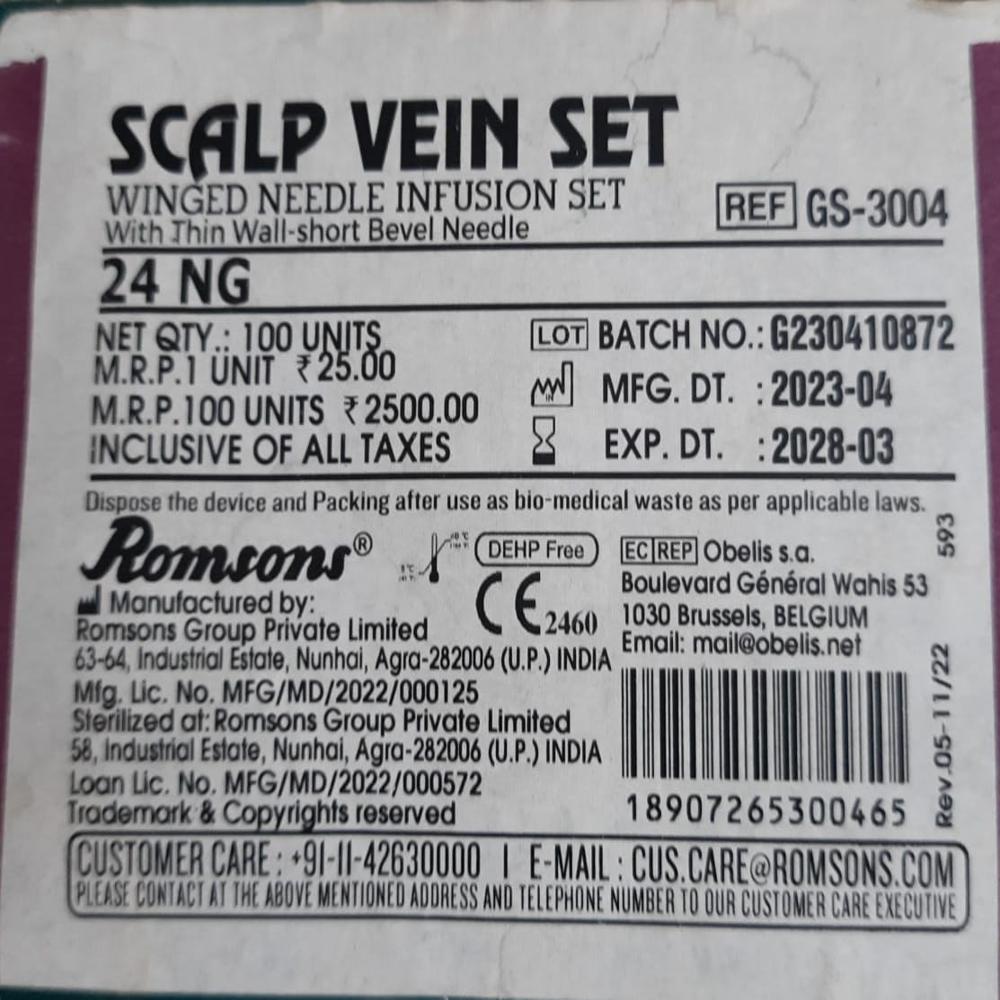 SCALP VEIN SET
WINGED NEEDLE INFUSION SET
With Thin Wall-short Bevel Needle
REF GS-3004
24 NG
NET QTY.: 100 UNITS
M.R.P.1 UNIT ₹25.00
M.R.P.100 UNITS ₹2500.00
INCLUSIVE OF ALL TAXES
LOT BATCH NO.: G230410872
MFG. DT. : 2023-04
EXP. DT. : 2028-03
Dispose the device and Packing after use as bio-medical waste as per applicable laws.
Romsons®
DEHP Free
CE 2460
Manufactured by:
Romsons Group Private Limited
63-64, Industrial Estate, Nunhai, Agra-282006 (U.P.) INDIA
Mfg. Lic. No. MFG/MD/2022/000125
Sterilized at: Romsons Group Private Limited
58, Industrial Estate, Nunhai, Agra-282006 (U.P.) INDIA
Loan Lic. No. MFG/MD/2022/000572
Trademark & Copyrights reserved
EC REP Obelis s.a.
Boulevard Général Wahis 53
1030 Brussels, BELGIUM
Email: mail@obelis.net
18907265300465
593
Rev.05-11/22
CUSTOMER CARE : +91-11-42630000 | E-MAIL : CUS.CARE@ROMSONS.COM
PLEASE CONTACT AT THE ABOVE MENTIONED ADDRESS AND TELEPHONE NUMBER TO OUR CUSTOMER CARE EXECUTIVE